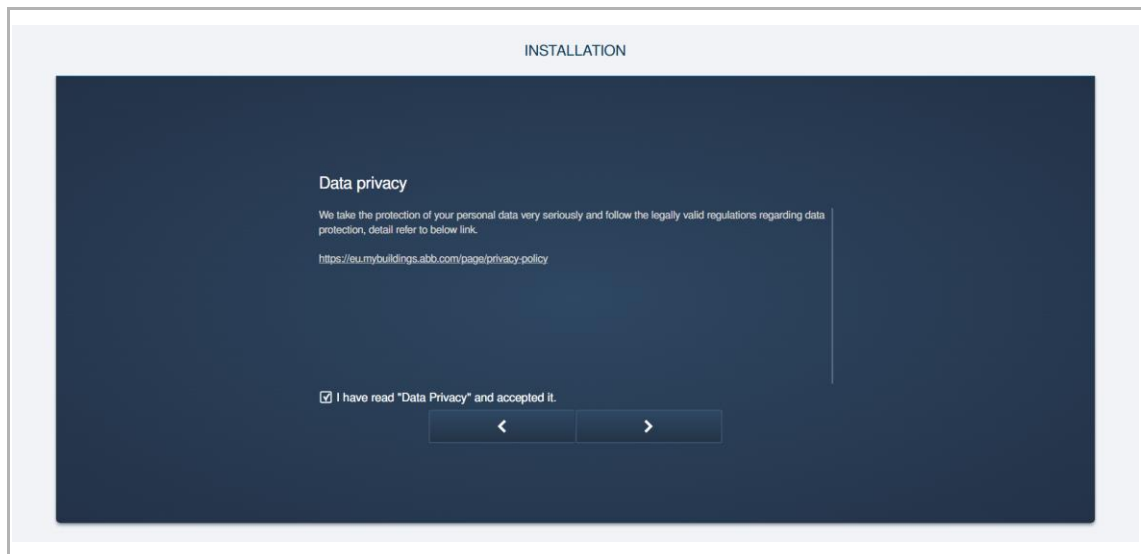 INSTALLATION
Data privacy
We take the protection of your personal data very seriously and follow the legally valid regulations regarding data
protection, detail refer to below link.
https://eu.mybuildings.abb.com/page/privacy-policy
I have read "Data Privacy" and accepted it.